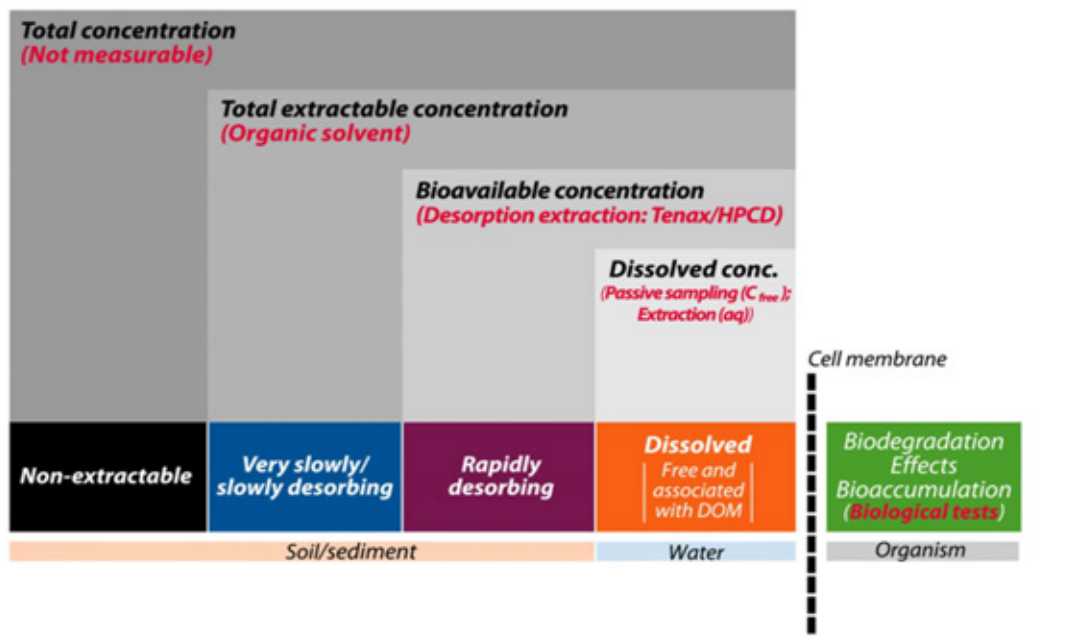 Total concentration
(Not measurable)
Total extractable concentration
(Organic solvent)
Bioavailable concentration
(Desorption extraction: Tenax/HPCD)
Dissolved conc.
(Passive sampling (C free );
Extraction (aq))
Cell membrane
Non-extractable
Very slowly/
slowly desorbing
Rapidly
desorbing
Dissolved
Free and
associated
with DOM
Biodegradation
Effects
Bioaccumulation
(Biological tests)
Soil/sediment
Water
Organism